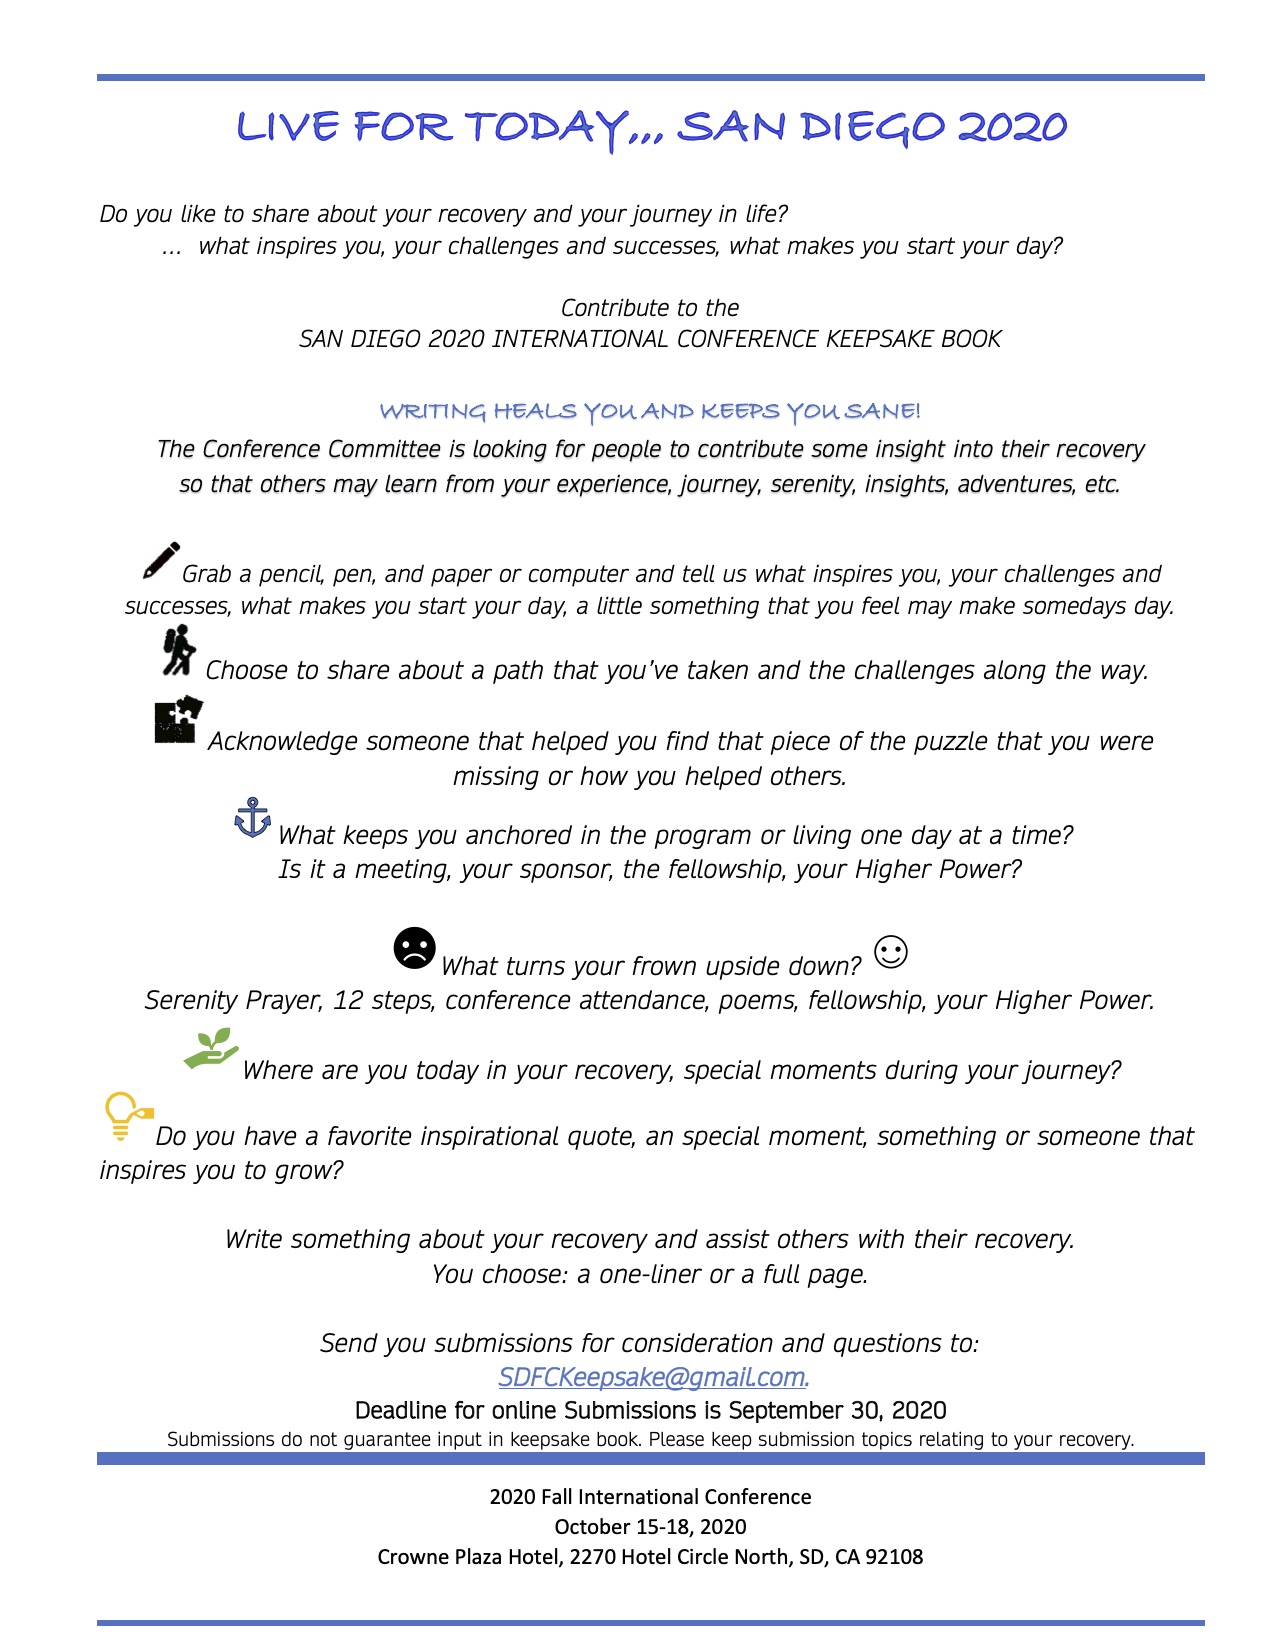 LIVE FOR TODAY,,, SAN DIEGO 2020
Do you like to share about your recovery and your journey in life?
... what inspires you, your challenges and successes, what makes you start your day?
Contribute to the
SAN DIEGO 2020 INTERNATIONAL CONFERENCE KEEPSAKE BOOK
WRITING HEALS YOU AND KEEPS YOU SANE!
The Conference Committee is looking for people to contribute some insight into their recovery
so that others may learn from your experience, journey, serenity, insights, adventures, etc.
Grab a pencil, pen, and paper or computer and tell us what inspires you, your challenges and
successes, what makes you start your day, a little something that you feel may make somedays day.
Choose to share about a path that you’ve taken and the challenges along the way.
Acknowledge someone that helped you find that piece of the puzzle that you were
missing or how you helped others.
What keeps you anchored in the program or living one day at a time?
Is it a meeting, your sponsor, the fellowship, your Higher Power?
What turns your frown upside down?
Serenity Prayer, 12 steps, conference attendance, poems, fellowship, your Higher Power.
Where are you today in your recovery, special moments during your journey?
Do you have a favorite inspirational quote, an special moment, something or someone that
inspires you to grow?
Write something about your recovery and assist others with their recovery.
You choose: a one-liner or a full page.
Send you submissions for consideration and questions to:
SDFCKeepsake@gmail.com.
Deadline for online Submissions is September 30, 2020
Submissions do not guarantee input in keepsake book. Please keep submission topics relating to your recovery.
2020 Fall International Conference
October 15-18, 2020
Crowne Plaza Hotel, 2270 Hotel Circle North, SD, CA 92108